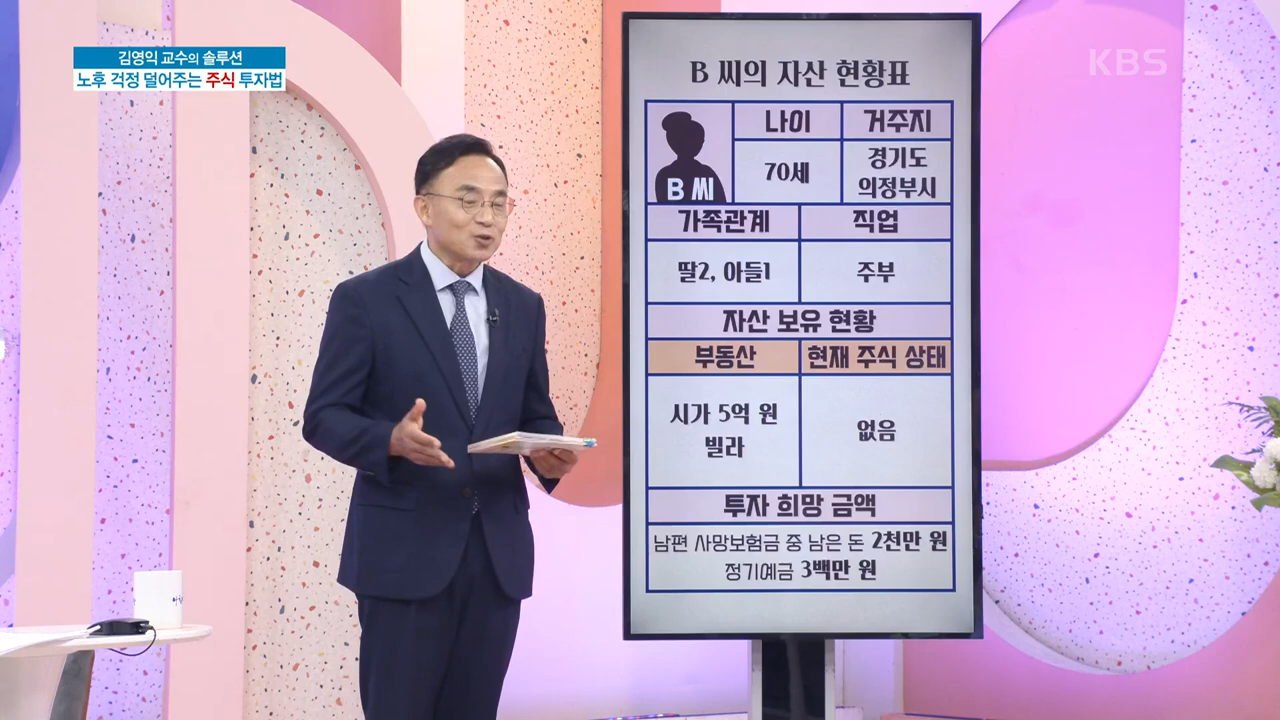 김영익 교수의 솔루션
노후 걱정 덜어주는 주식 투자법
KBS
B 씨의 자산 현황표
나이
거주지
B 씨
70세
경기도
의정부시
가족관계
직업
딸2, 아들1
주부
자산 보유 현황
부동산
현재 주식 상태
시가 5억 원
빌라
없음
투자 희망 금액
남편 사망보험금 중 남은 돈 2천만 원
정기예금 3백만 원